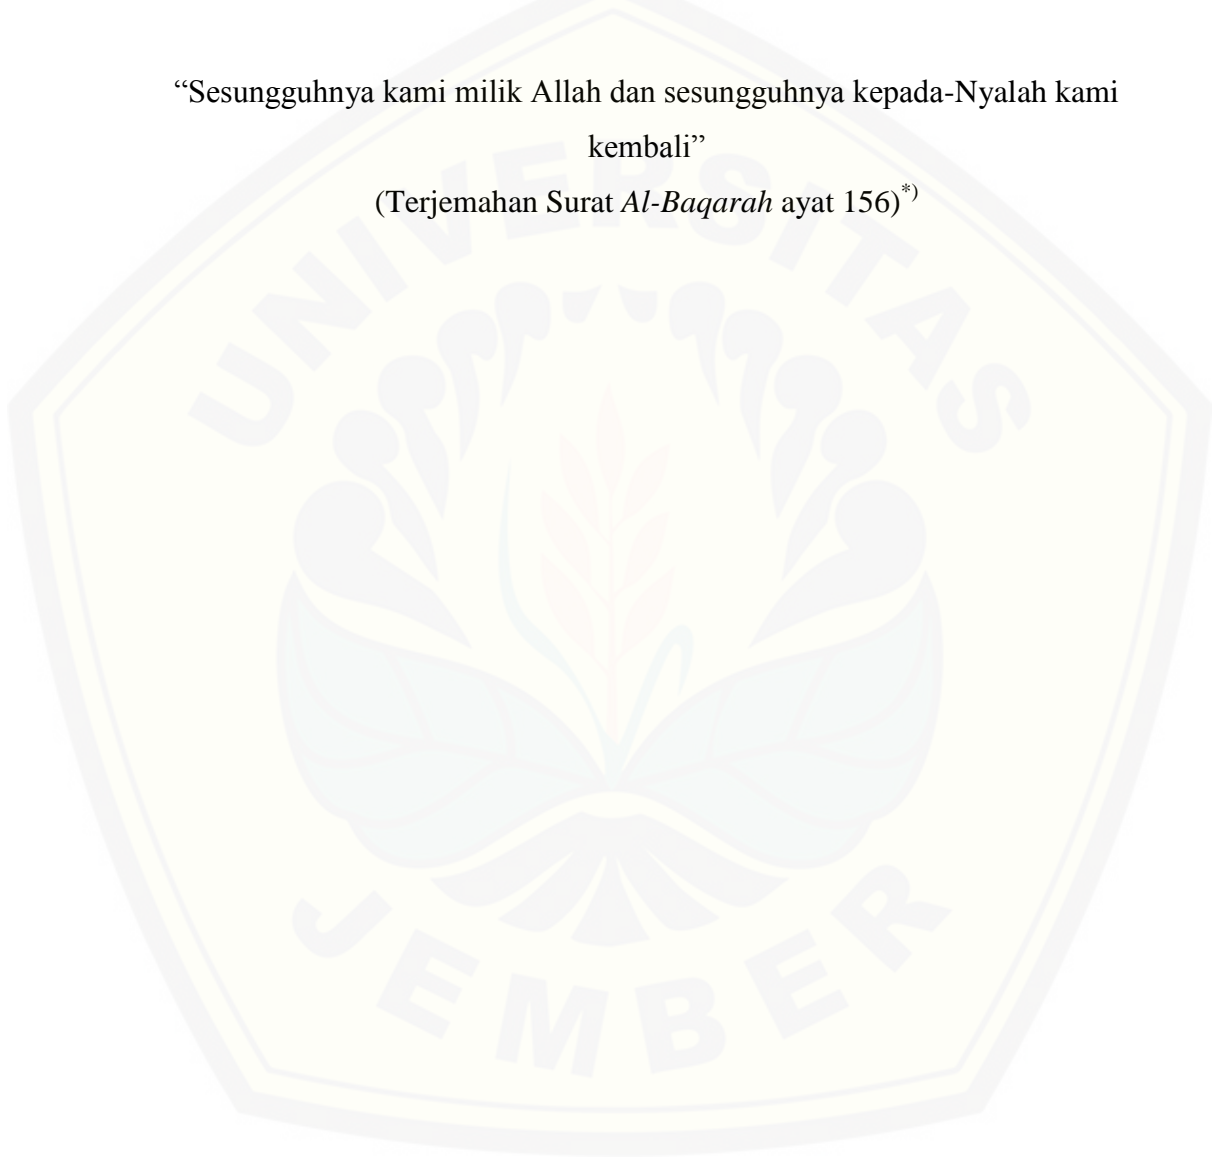 “Sesungguhnya kami milik Allah dan sesungguhnya kepada-Nyalah kami
kembali”
(Terjemahan Surat Al-Baqarah ayat 156)*)
UNIVERSITAS
JEMBER